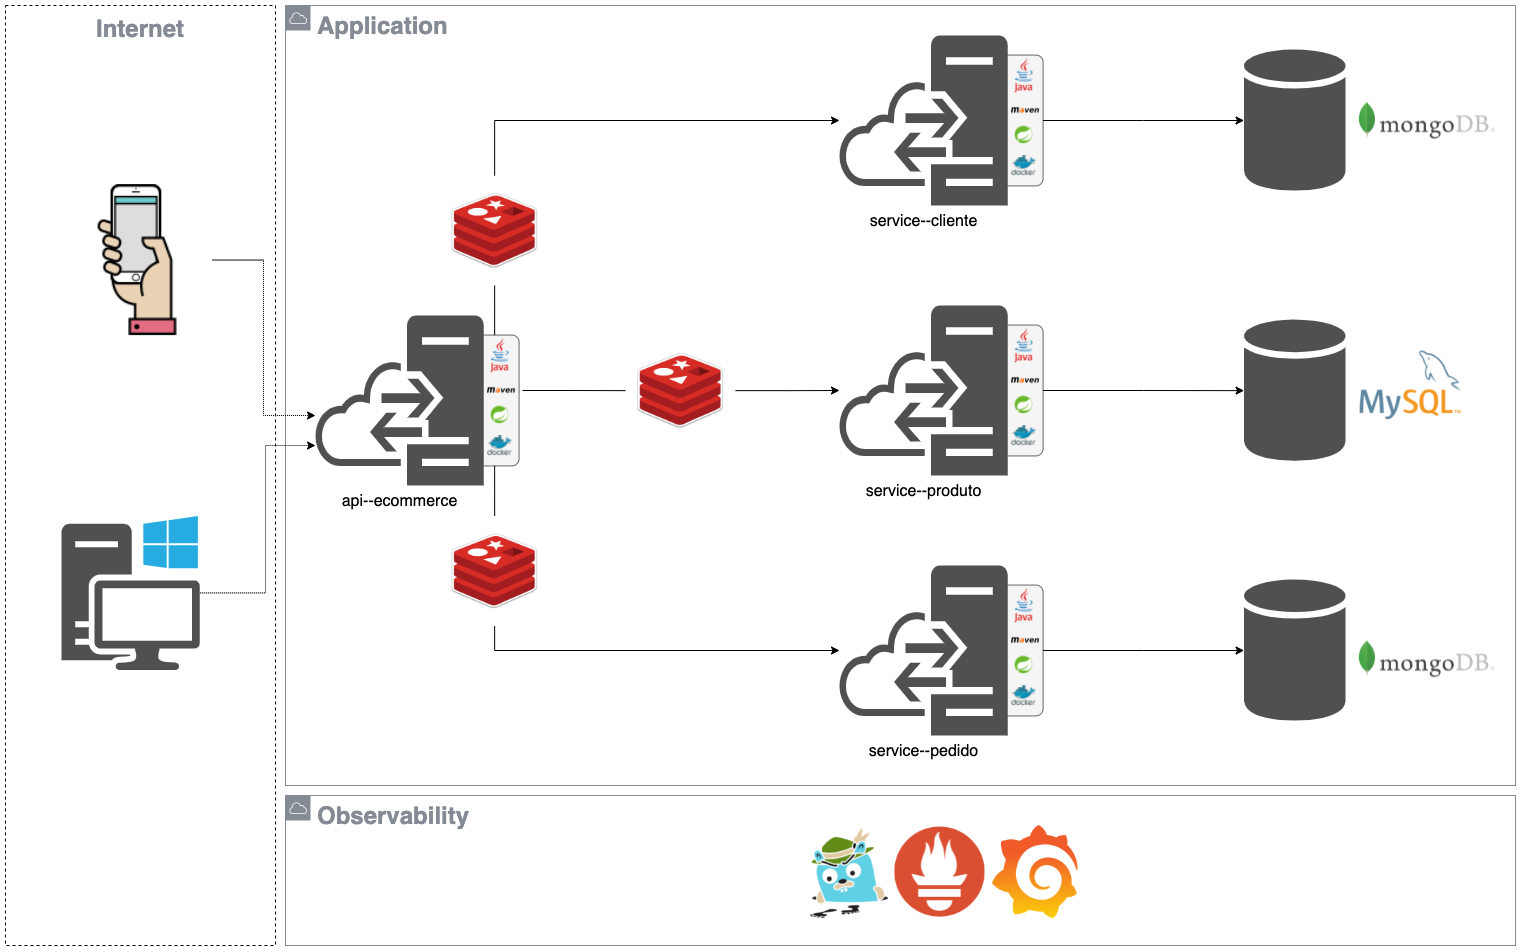 Internet
Application
Java
maven
docker
service--cliente
mongoDB.
Java
maven
docker
api--ecommerce
Java
maven
docker
service--produto
MySQL™
Java
maven
docker
service--pedido
mongoDB.
Observability